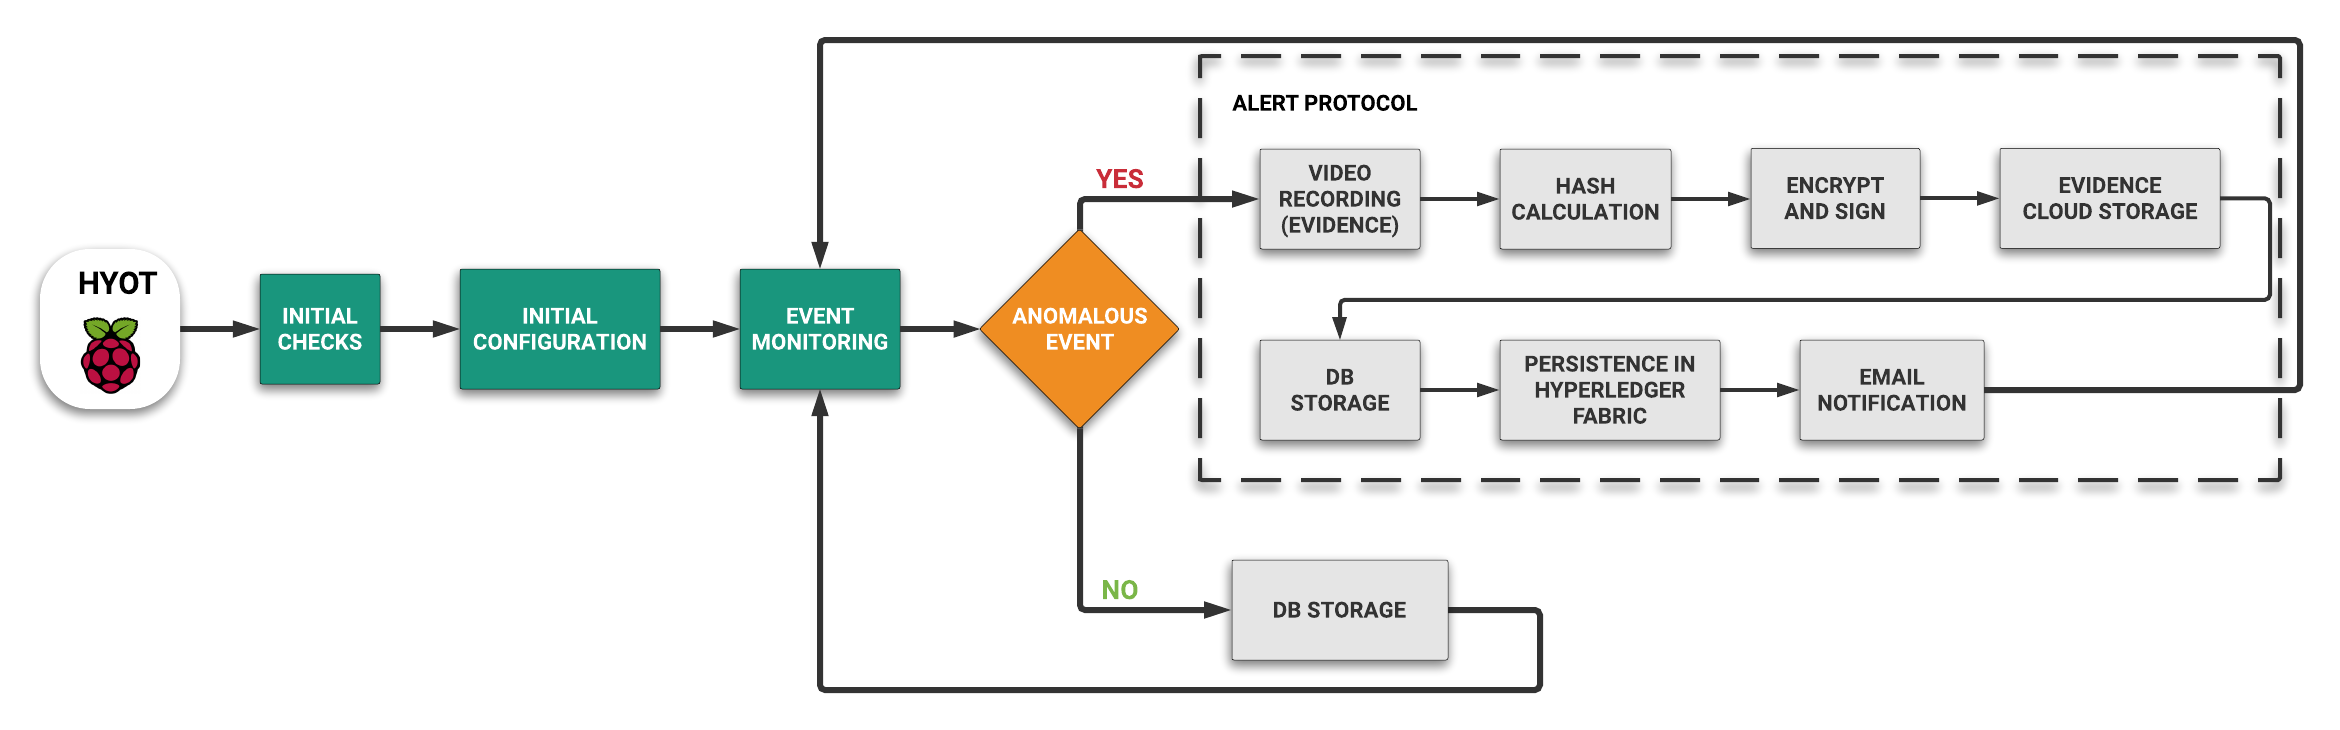 HYOT
INITIAL
CHECKS
INITIAL
CONFIGURATION
EVENT
MONITORING
ANOMALOUS
EVENT
YES
ALERT PROTOCOL
VIDEO
RECORDING
(EVIDENCE)
HASH
CALCULATION
ENCRYPT
AND SIGN
EVIDENCE
CLOUD STORAGE
DB
STORAGE
PERSISTENCE IN
HYPERLEDGER
FABRIC
EMAIL
NOTIFICATION
NO
DB STORAGE